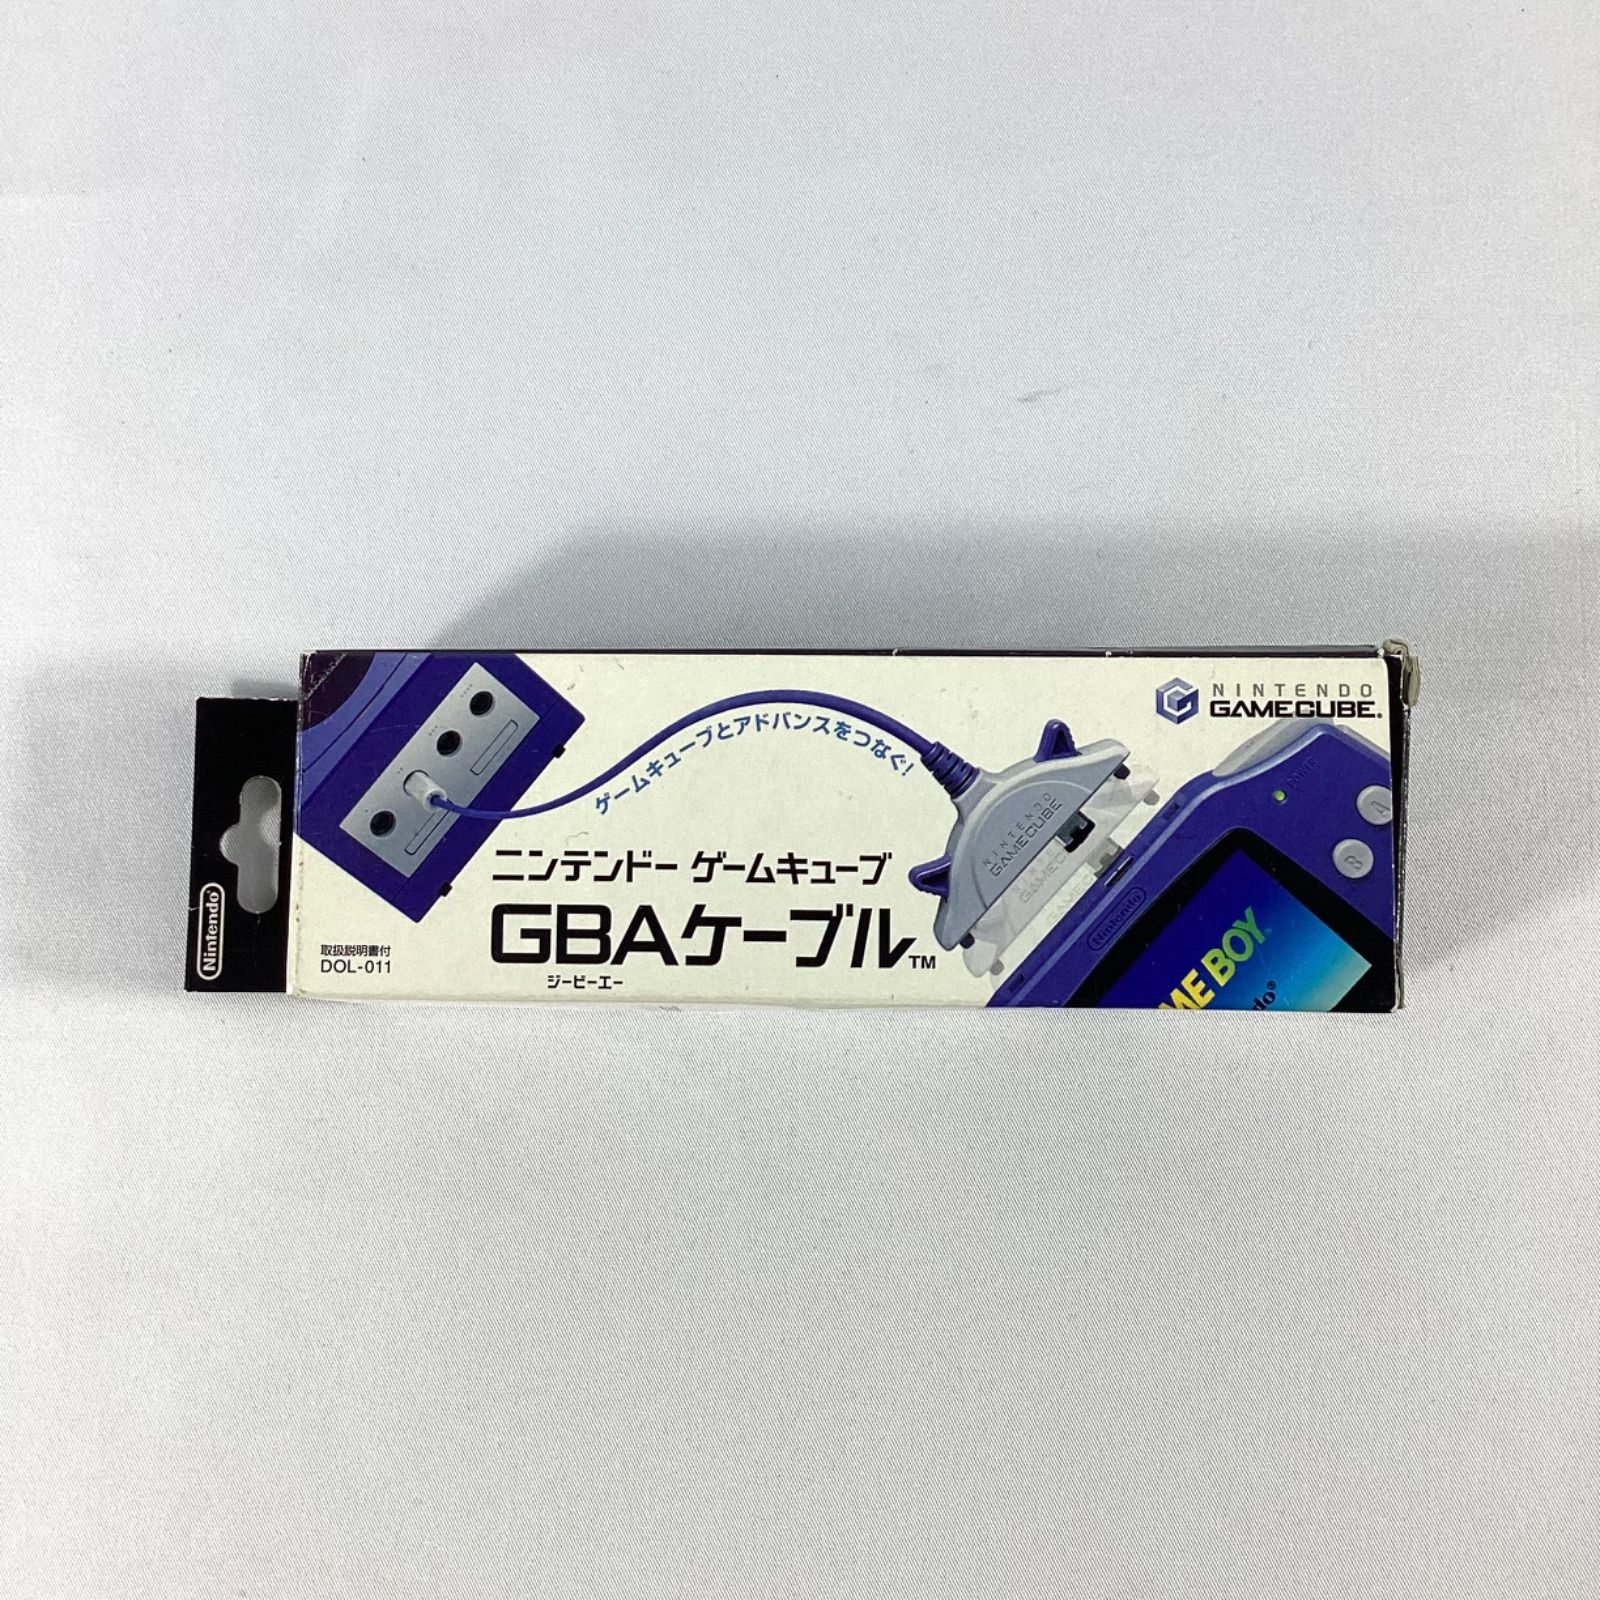 NINTENDO
GAMECUBE®
ゲームキューブとアドバンスをつなぐ!
NINTENDO
GAMECUBE
POWER
A
B
ニンテンドー ゲームキューブ
GBAケーブル™
ジービーエー
取扱説明書付
DOL-011
Nintendo®
Nintendo
ME BOY
do®